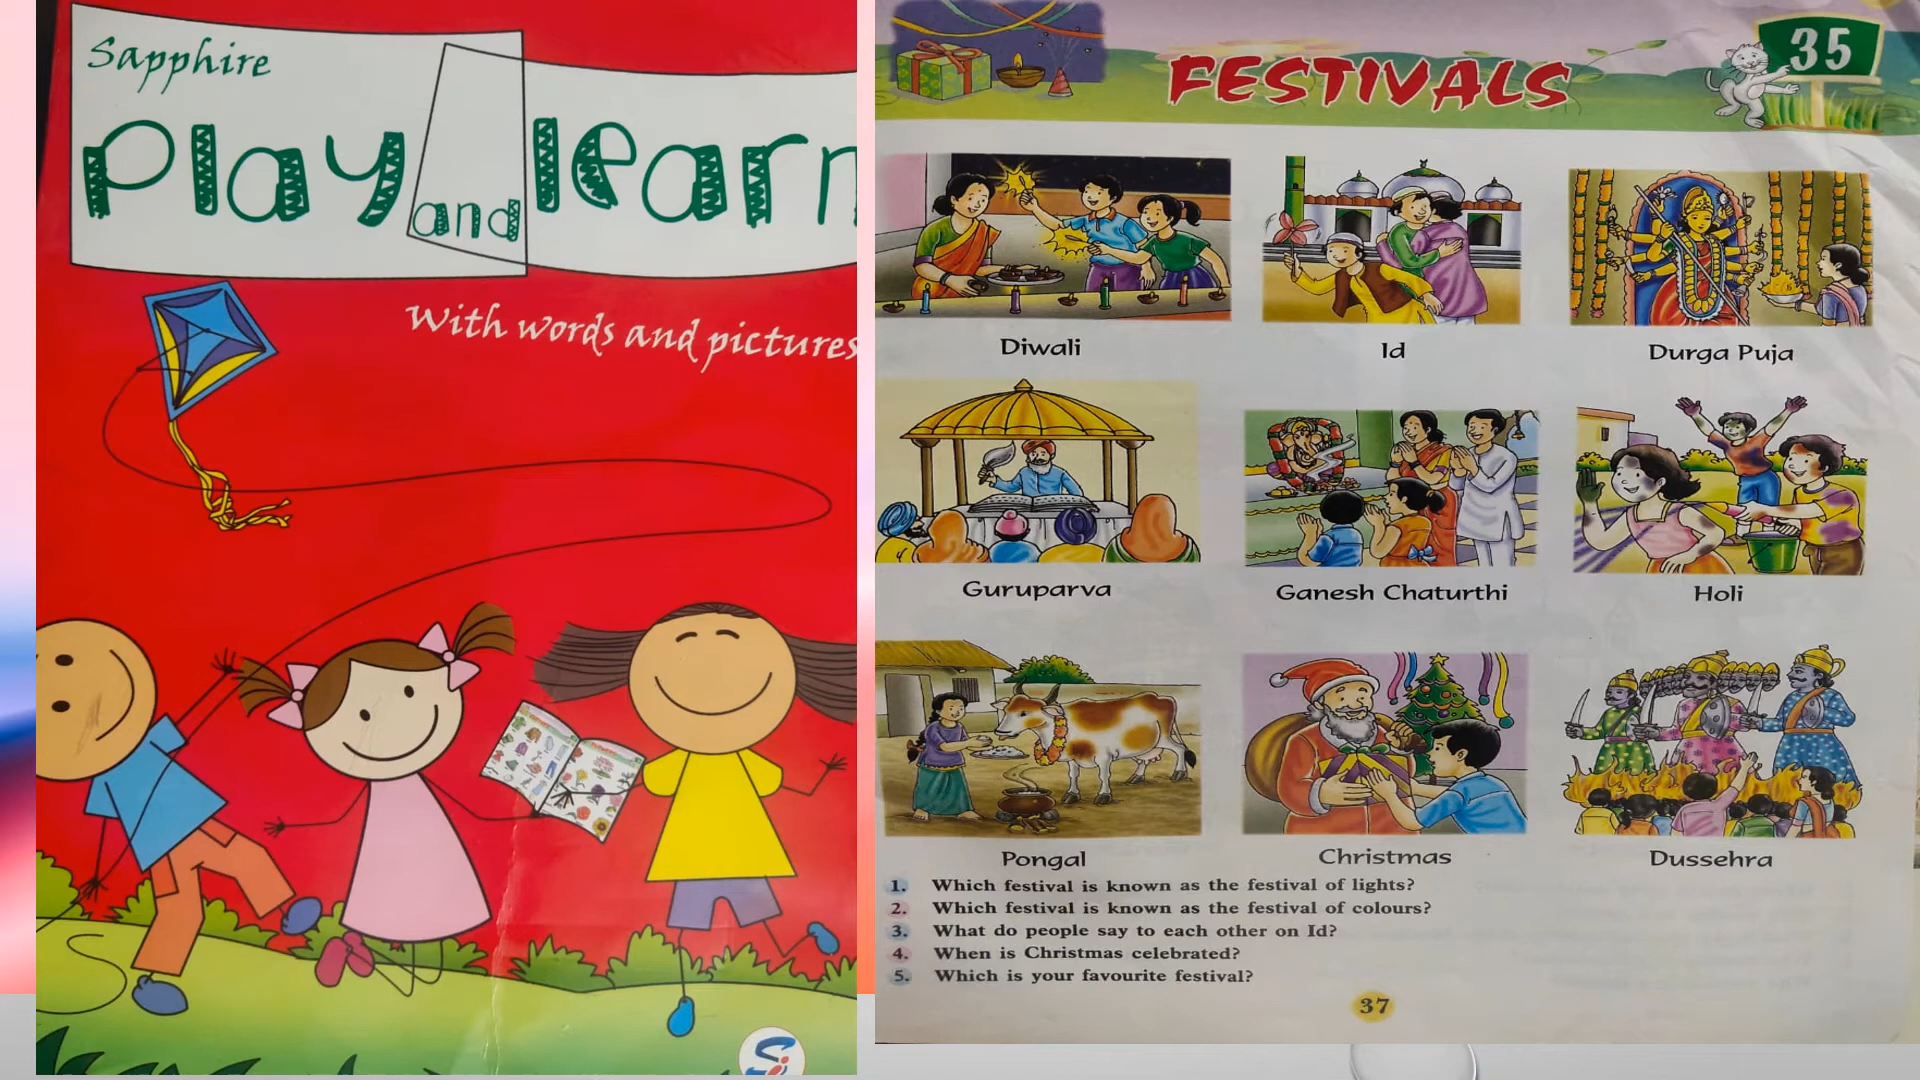 Sapphire
Play and learn
With words and pictures
FESTIVALS
35
Diwali
Id
Durga Puja
Guruparva
Ganesh Chaturthi
Holi
Pongal
Christmas
Dussehra
1. Which festival is known as the festival of lights?
2. Which festival is known as the festival of colours?
3. What do people say to each other on Id?
4. When is Christmas celebrated?
5. Which is your favourite festival?
37